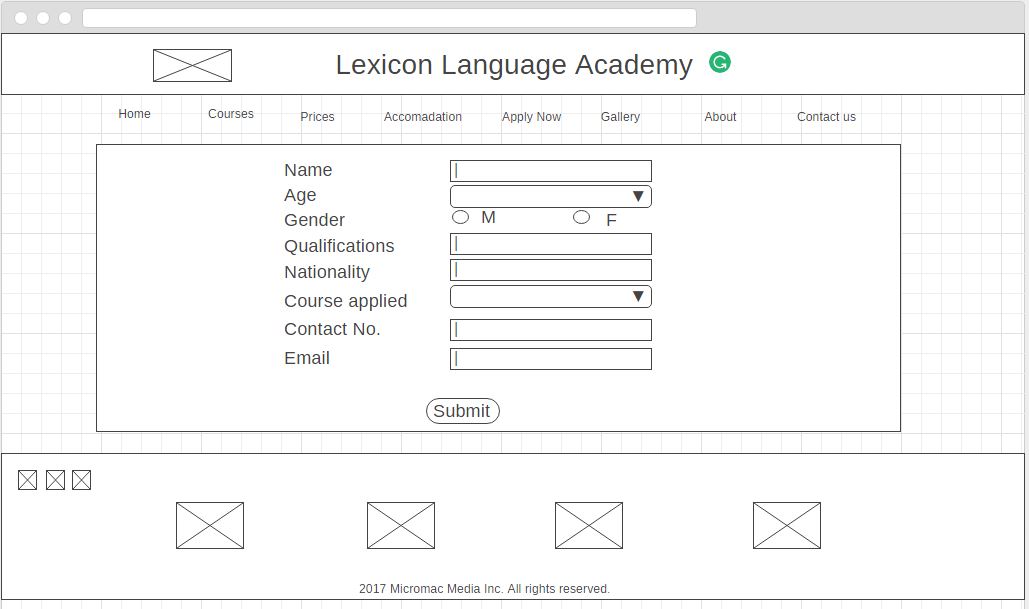 Lexicon Language Academy
Home Courses Prices Accomadation Apply Now Gallery About Contact us
Name
Age
Gender M F
Qualifications
Nationality
Course applied
Contact No.
Email
Submit
2017 Micromac Media Inc. All rights reserved.